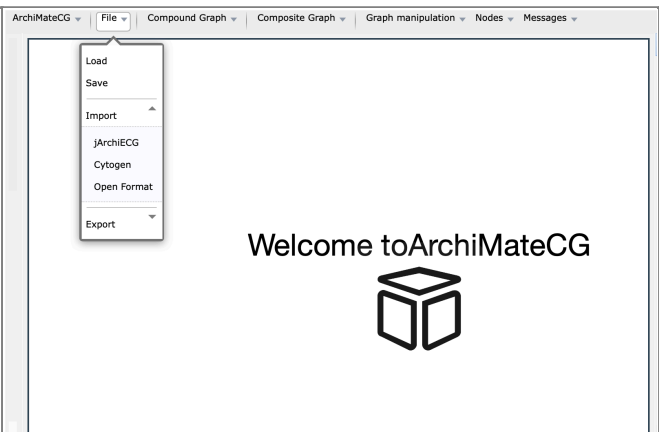 ArchiMateCG File Compound Graph Composite Graph Graph manipulation Nodes Messages
Load
Save
Import
jArchiECG
Cytogen
Open Format
Export
Welcome toArchiMateCG